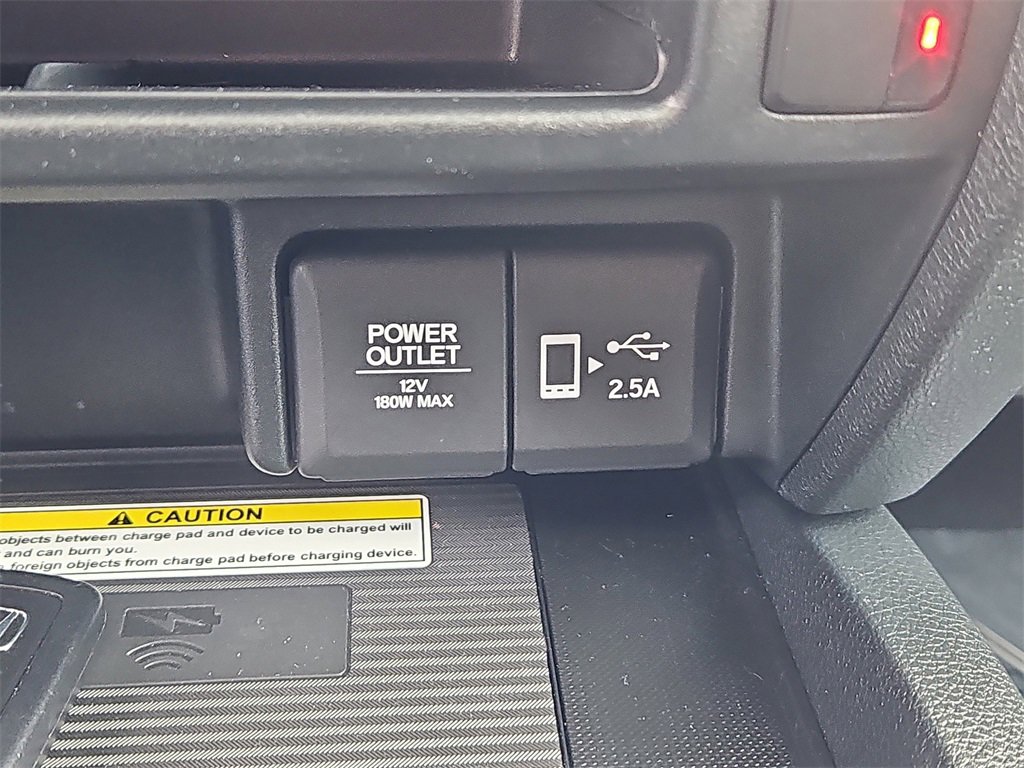 POWER
OUTLET
12V
180W MAX
2.5A
CAUTION
objects between charge pad and device to be charged will
and can burn you.
foreign objects from charge pad before charging device.